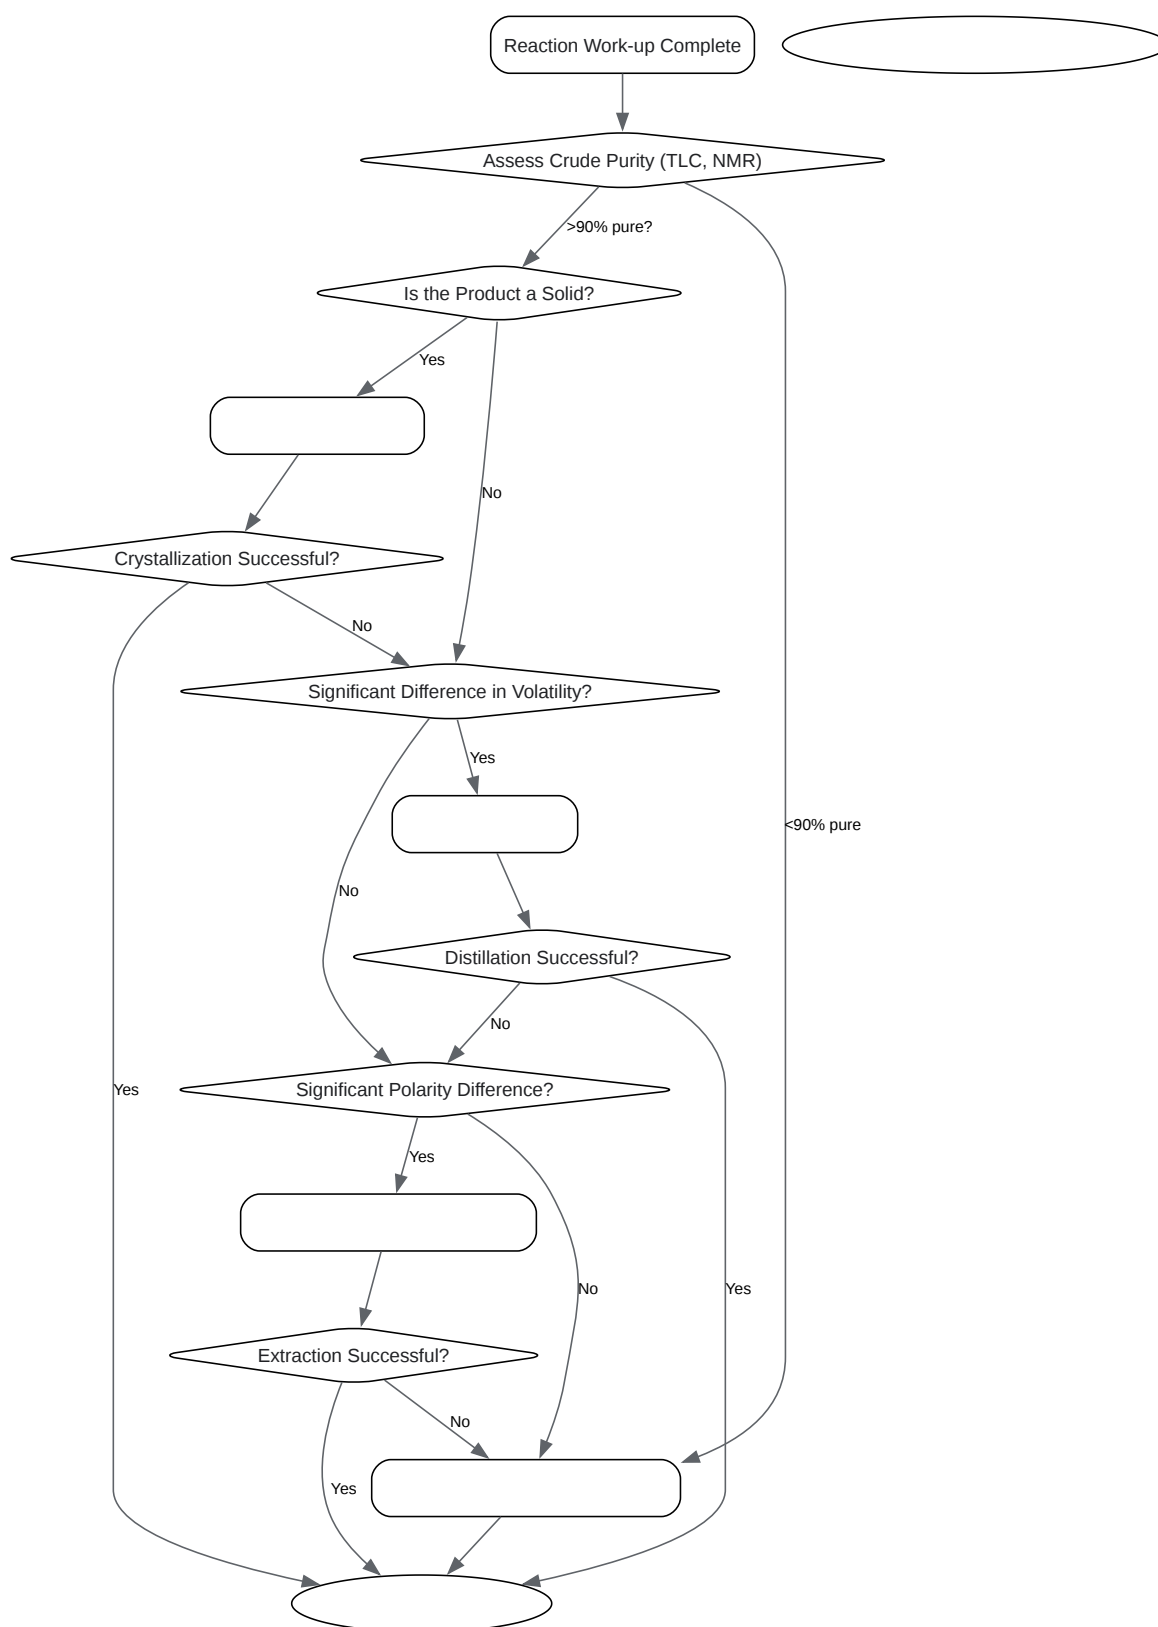 Reaction Work-up Complete
Assess Crude Purity (TLC, NMR)
>90% pure?
Is the Product a Solid?
Yes
No
Crystallization Successful?
No
Significant Difference in Volatility?
Yes
<90% pure
No
Distillation Successful?
No
Yes
Significant Polarity Difference?
Yes
No
Yes
Extraction Successful?
No
Yes